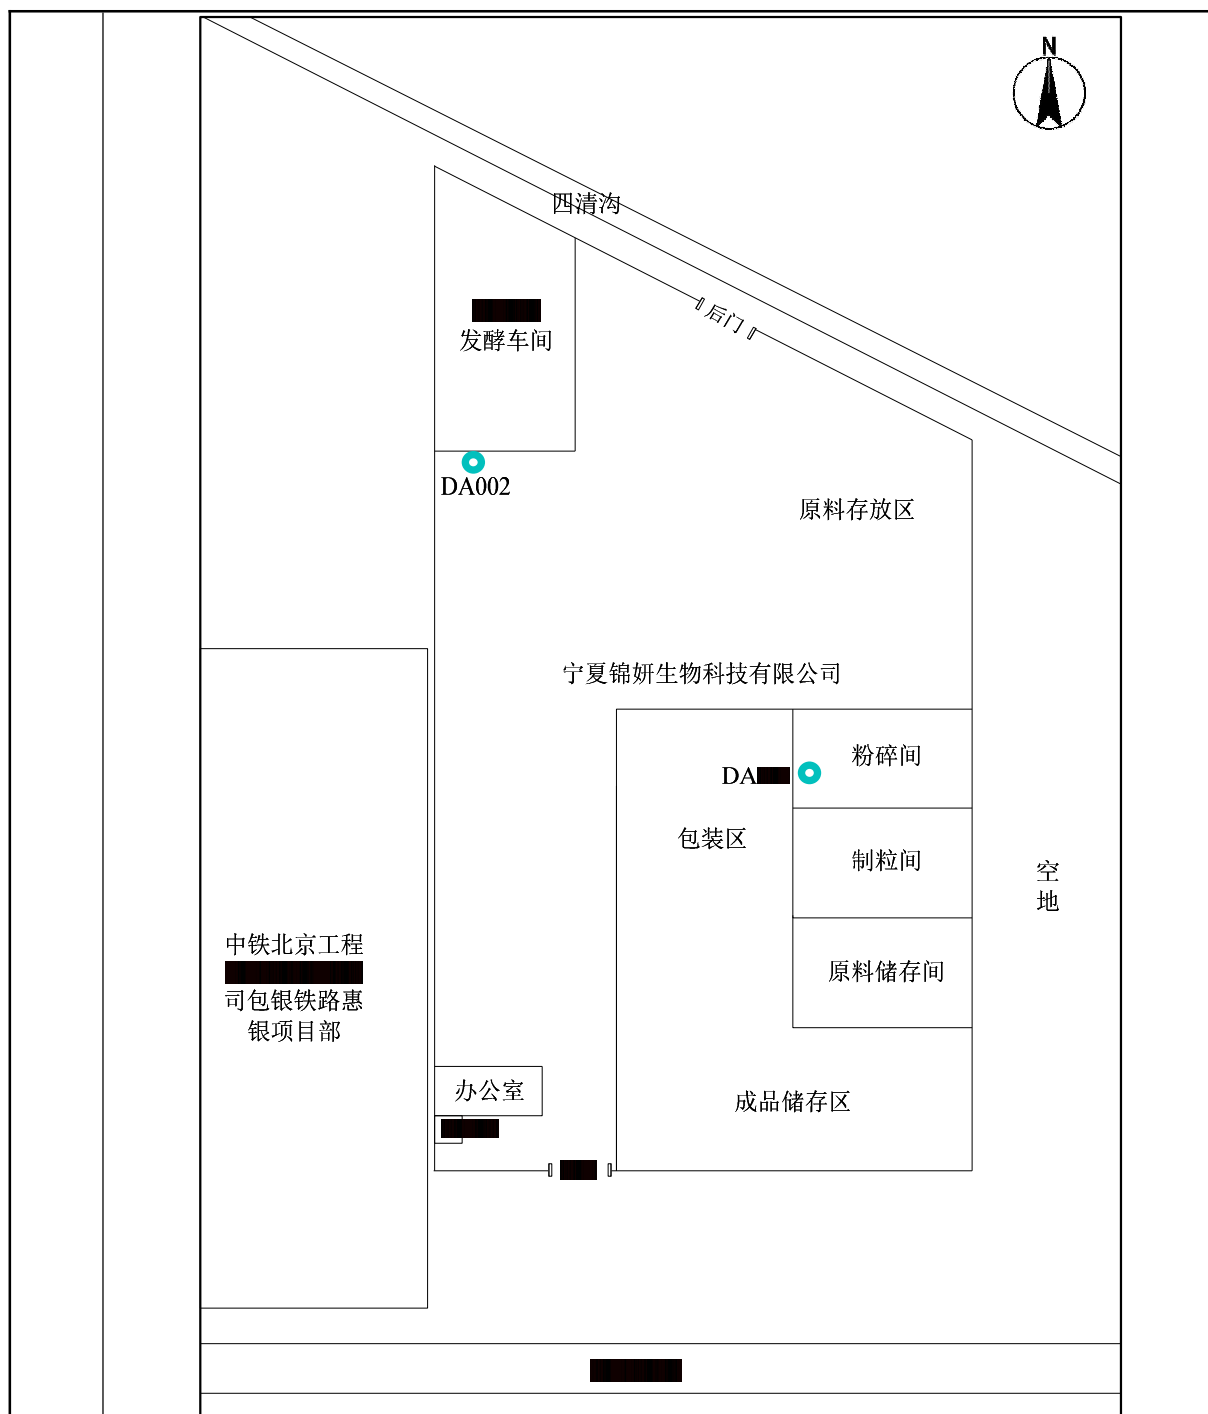 N
四清沟
后门
发酵车间
DA002
原料存放区
宁夏锦妍生物科技有限公司
粉碎间
DA
包装区
制粒间
空
地
原料储存间
中铁北京工程
司包银铁路惠
银项目部
办公室
成品储存区